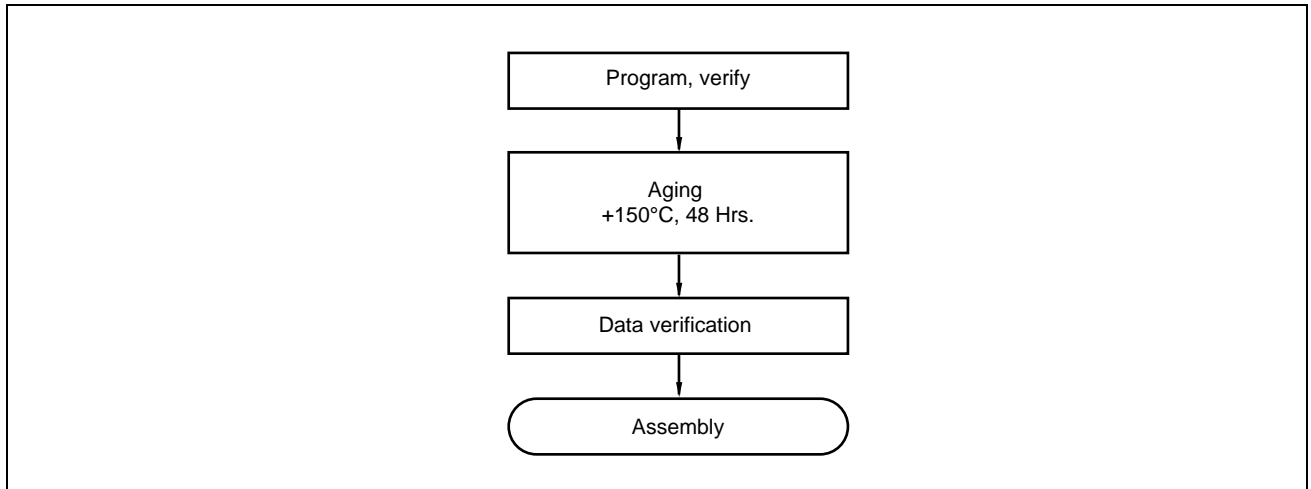 Program, verify
Aging
+150°C, 48 Hrs.
Data verification
Assembly